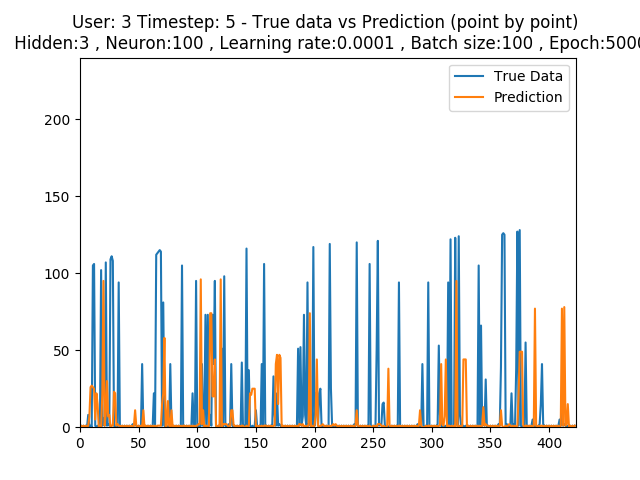 User: 3 Timestep: 5 - True data vs Prediction (point by point)
Hidden:3 , Neuron:100 , Learning rate:0.0001 , Batch size:100 , Epoch:5000
True Data
Prediction
200
150
100
50
0
0 50 100 150 200 250 300 350 400